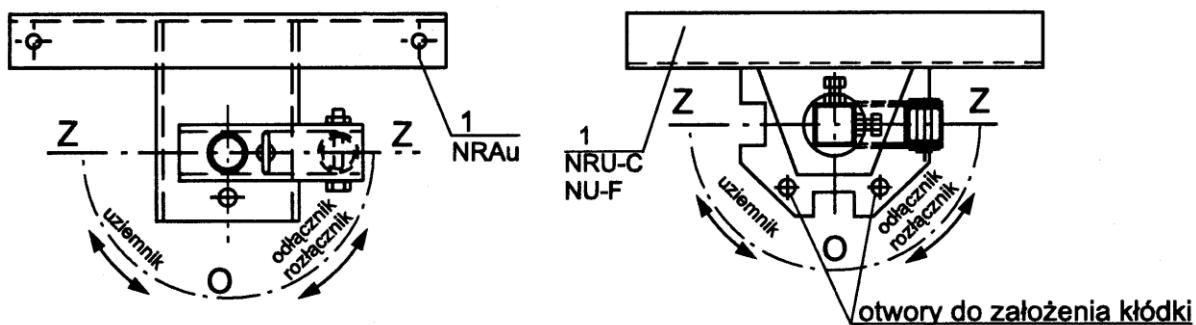 Z
Z
1
NRAu
uziemnik
odłącznik
rozłącznik
O
Z
Z
1
NRU-C
NU-F
uziemnik
odłącznik
rozłącznik
O
otwory do założenia kłódki